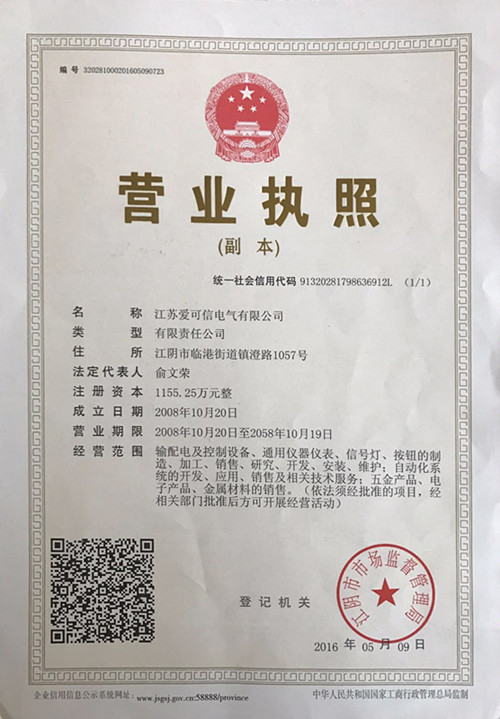 编 号 320281000201605090723
营业执照
(副 本)
统一社会信用代码 91320281798636912L (1/1)
名 称 江苏爱可信电气有限公司
类 型 有限责任公司
住 所 江阴市临港街道镇澄路1057号
法定代表人 俞文荣
注册资本 1155.25万元整
成立日期 2008年10月20日
营业期限 2008年10月20日至2058年10月19日
经营范围 输配电及控制设备、通用仪器仪表、信号灯、按钮的制
造、加工、销售、研究、开发、安装、维护；自动化系
统的开发、应用、销售及相关技术服务；五金产品、电
子产品、金属材料的销售。（依法须经批准的项目，经
相关部门批准后方可开展经营活动）
江阴市市场监督管理局
登记机关
2016 年 05 月 09 日
企业信用信息公示系统网址：www.jsgsj.gov.cn:58888/province
中华人民共和国国家工商行政管理总局监制